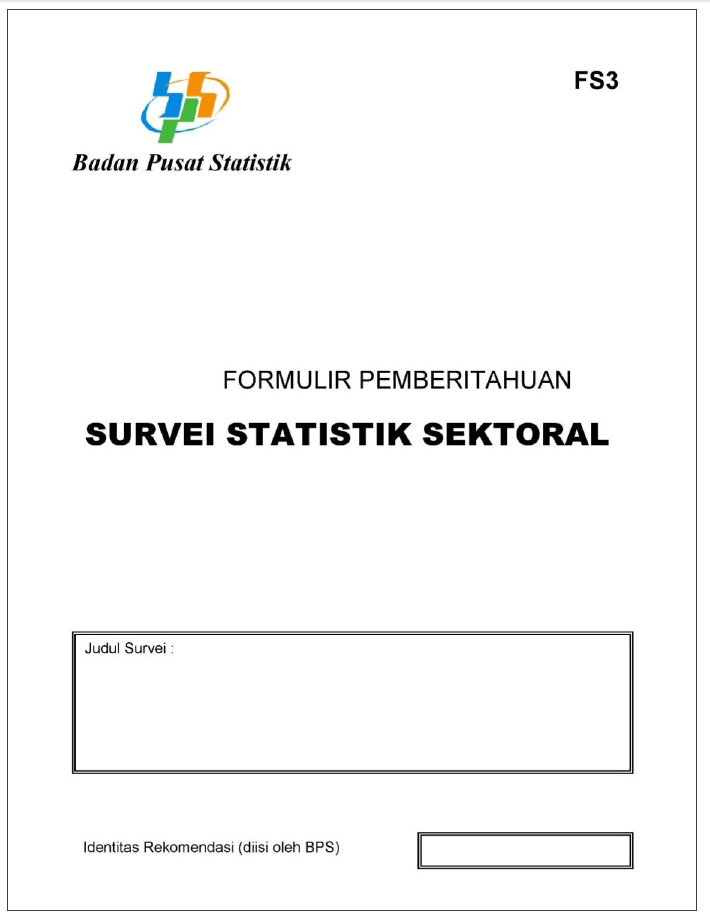 FS3
Badan Pusat Statistik
FORMULIR PEMBERITAHUAN
SURVEI STATISTIK SEKTORAL
Judul Survei :
Identitas Rekomendasi (diisi oleh BPS)